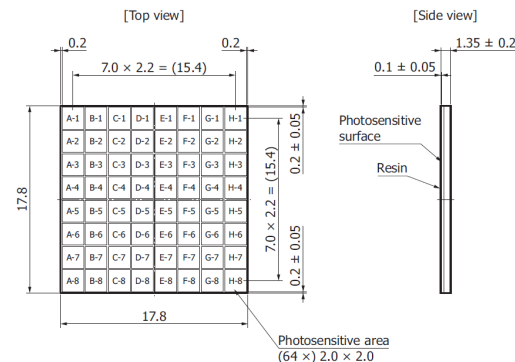 [Top view]
[Side view]
0.2
0.2
7.0 × 2.2 = (15.4)
1.35 ± 0.2
0.1 ± 0.05
A-1 B-1 C-1 D-1 E-1 F-1 G-1 H-1
A-2 B-2 C-2 D-2 E-2 F-2 G-2 H-2
A-3 B-3 C-3 D-3 E-3 F-3 G-3 H-3
A-4 B-4 C-4 D-4 E-4 F-4 G-4 H-4
A-5 B-5 C-5 D-5 E-5 F-5 G-5 H-5
A-6 B-6 C-6 D-6 E-6 F-6 G-6 H-6
A-7 B-7 C-7 D-7 E-7 F-7 G-7 H-7
A-8 B-8 C-8 D-8 E-8 F-8 G-8 H-8
17.8
7.0 × 2.2 = (15.4)
0.2 ± 0.05
0.2 ± 0.05
Photosensitive
surface
Resin
17.8
Photosensitive area
(64 ×) 2.0 × 2.0